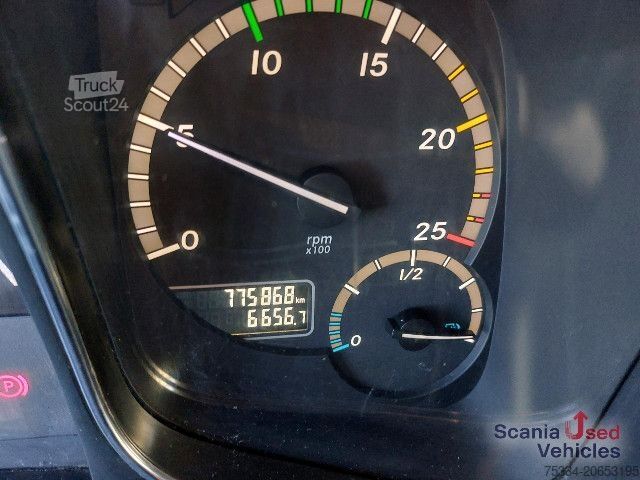 Truck
Scout24
10
15
5
20
0
25
rpm
x100
1/2
775868 km
6656.7
0
P
Scania Used
Vehicles
75334-20653195